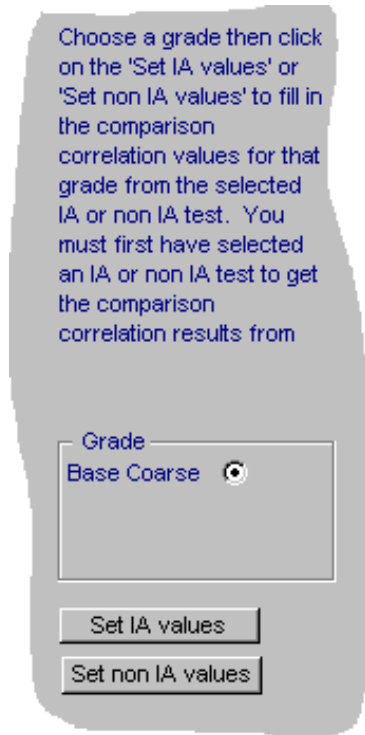 Choose a grade then click
on the 'Set IA values' or
'Set non IA values' to fill in
the comparison
correlation values for that
grade from the selected
IA or non IA test.  You
must first have selected
an IA or non IA test to get
the comparison
correlation results from
Grade
Base Coarse
Set IA values
Set non IA values